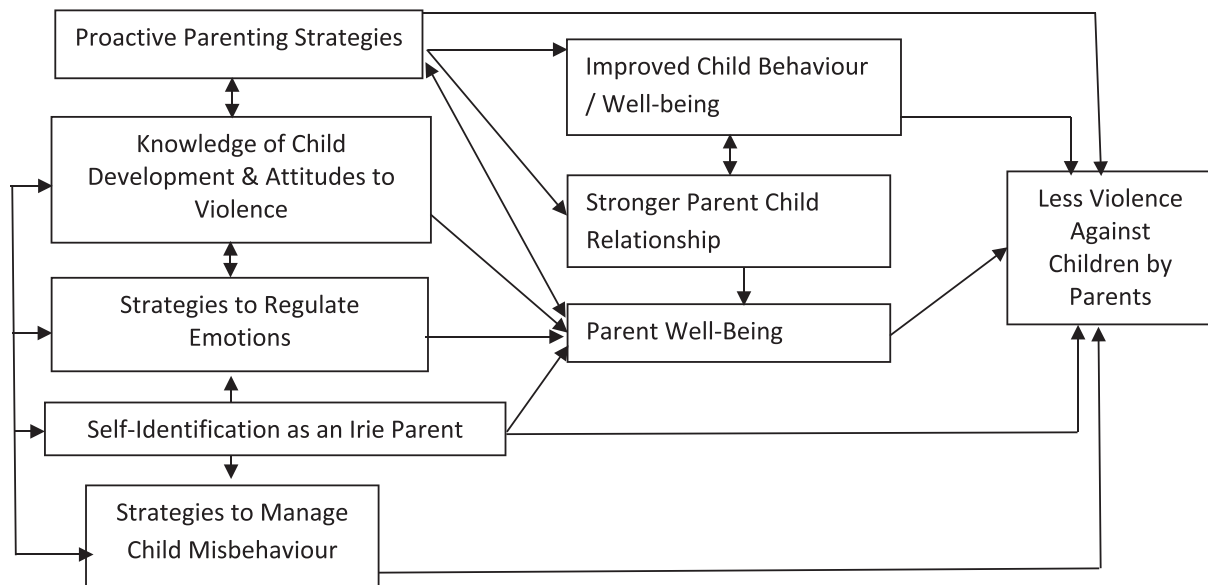 Proactive Parenting Strategies
Knowledge of Child
Development & Attitudes to
Violence
Strategies to Regulate
Emotions
Self-Identification as an Irie Parent
Strategies to Manage
Child Misbehaviour
Improved Child Behaviour
/ Well-being
Stronger Parent Child
Relationship
Parent Well-Being
Less Violence
Against
Children by
Parents